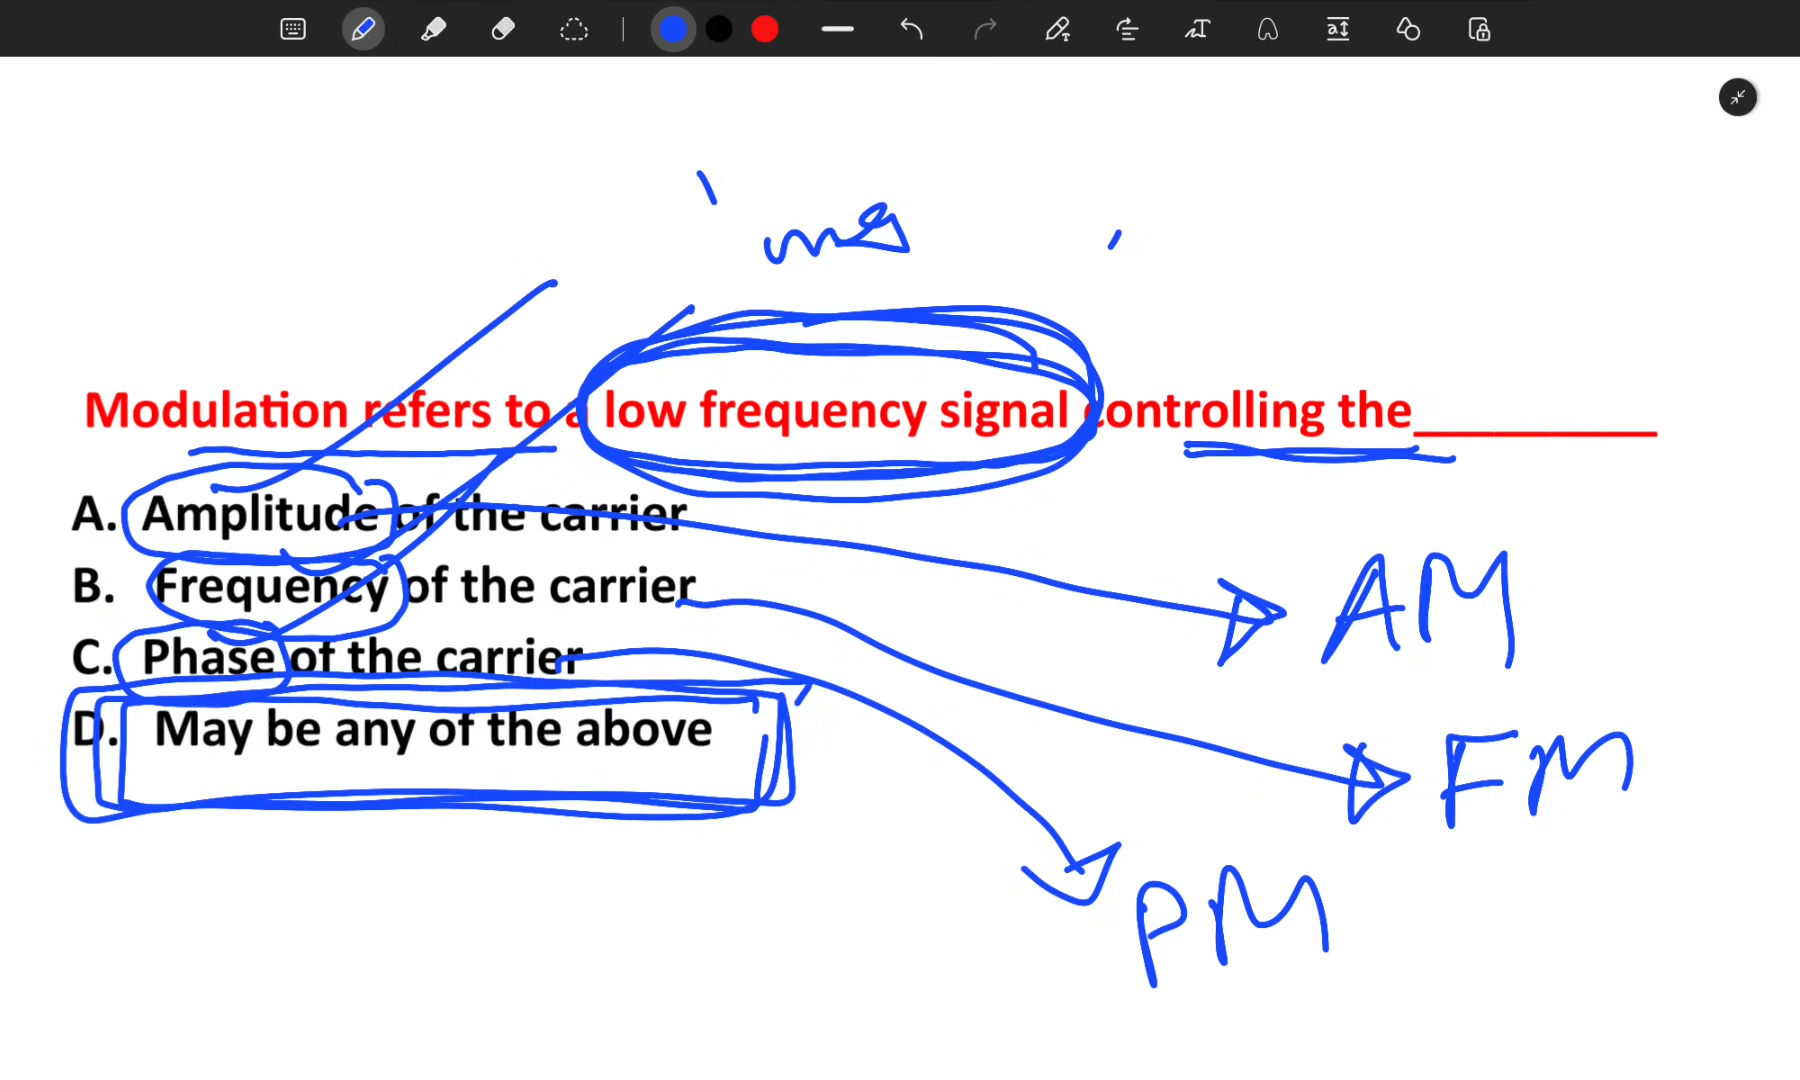 Modulation refers to a low frequency signal controlling the__________
A. Amplitude of the carrier
B. Frequency of the carrier
C. Phase of the carrier
D. May be any of the above
AM
FM
PM